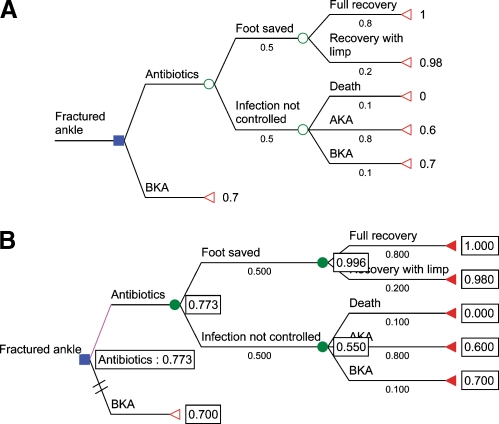 A
Full recovery
0.8
1
Foot saved
0.5
Recovery with
limp
0.2
0.98
Antibiotics
Death
0.1
0
Infection not
controlled
0.5
AKA
0.8
0.6
Fractured
ankle
BKA
0.1
0.7
BKA
0.7
B
Full recovery
0.800
1.000
Foot saved
0.500
0.996
Recovery with limp
0.200
0.980
Antibiotics
0.773
Death
0.100
0.000
Infection not controlled
0.500
0.550
AKA
0.800
0.600
Fractured ankle
Antibiotics : 0.773
BKA
0.100
0.700
BKA
0.700